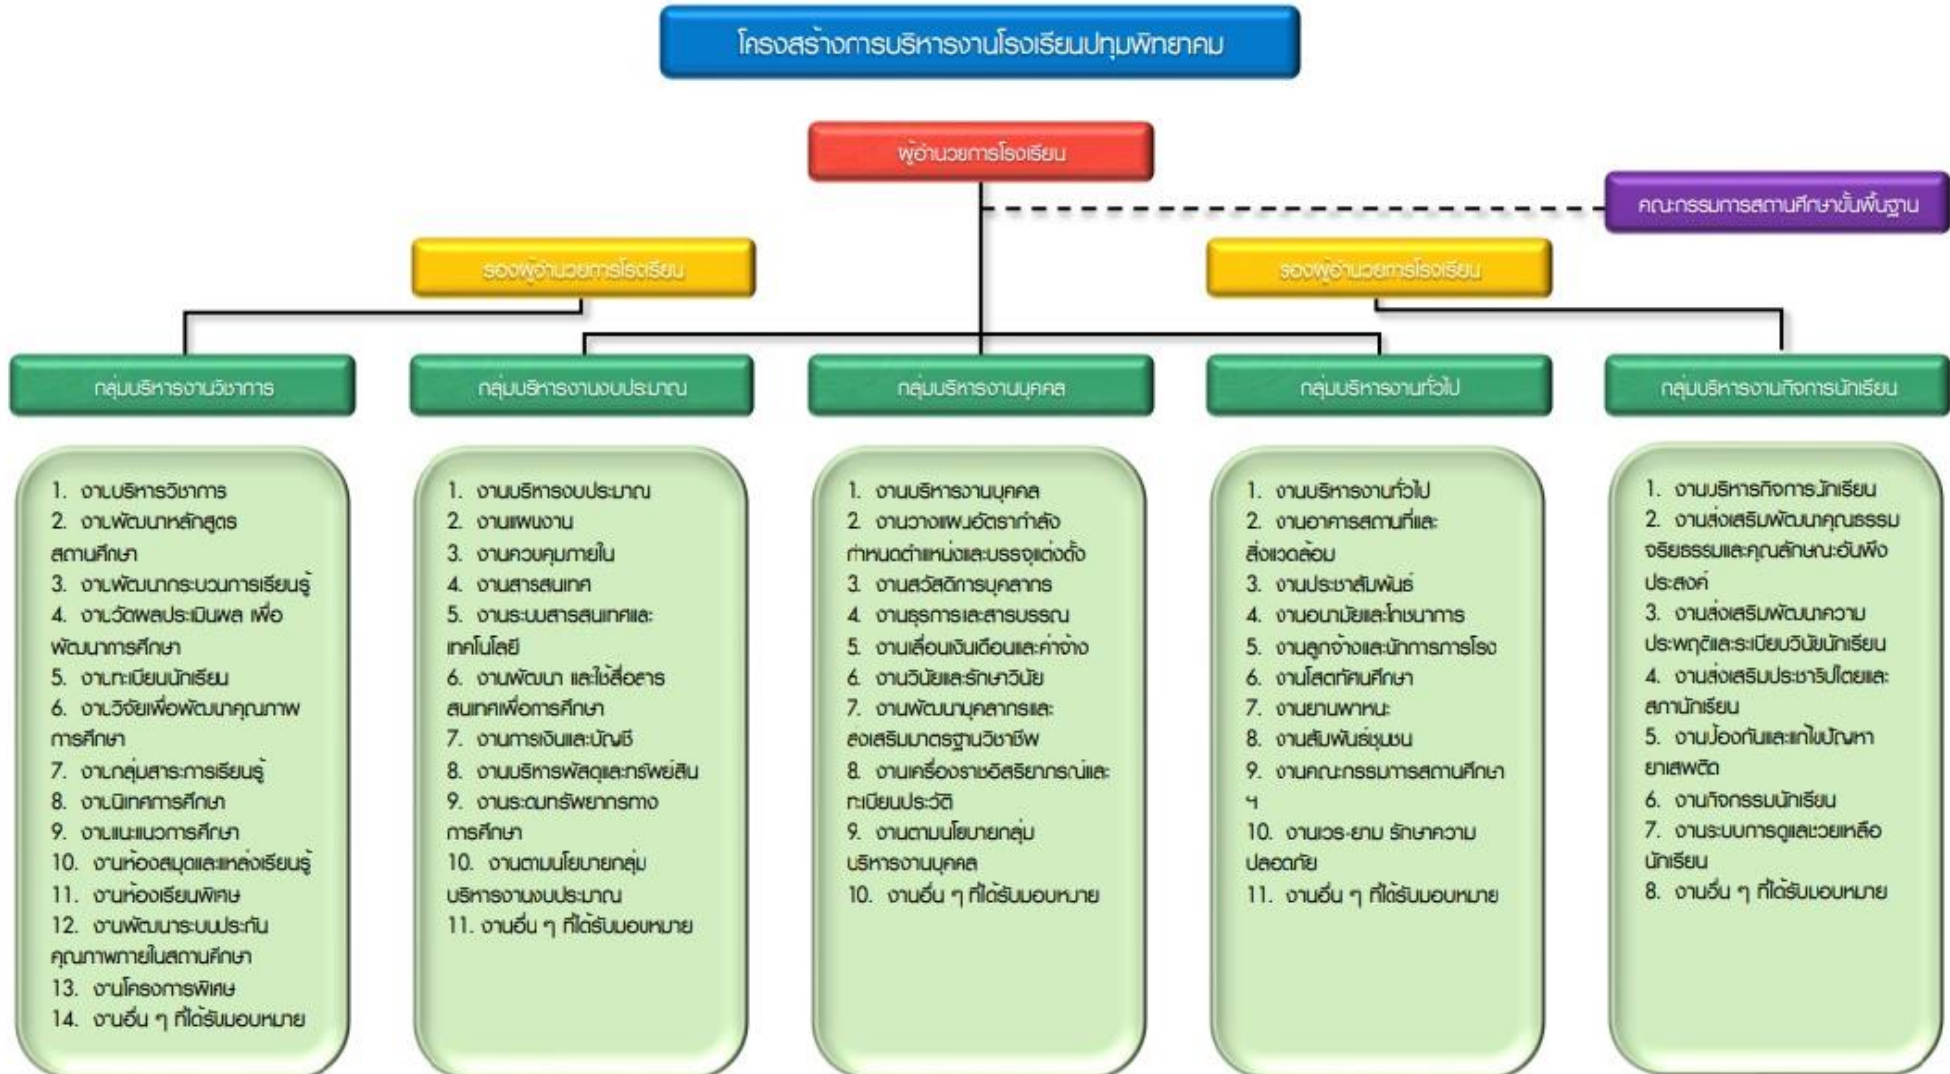 โครงสร้างการบริหารงานโรงเรียนปทุมพิทยาคม
ผู้อำนวยการโรงเรียน
คณะกรรมการสถานศึกษาขั้นพื้นฐาน
รองผู้อำนวยการโรงเรียน
รองผู้อำนวยการโรงเรียน
กลุ่มบริหารงานวิชาการ
กลุ่มบริหารงานงบประมาณ
กลุ่มบริหารงานบุคคล
กลุ่มบริหารงานทั่วไป
กลุ่มบริหารงานกิจการนักเรียน
1. งานบริหารวิชาการ
2. งานพัฒนาหลักสูตร
สถานศึกษา
3. งานพัฒนากระบวนการเรียนรู้
4. งานวัดผลประเมินผล เพื่อ
พัฒนาการศึกษา
5. งานทะเบียนนักเรียน
6. งานวิจัยเพื่อพัฒนาคุณภาพ
การศึกษา
7. งานกลุ่มสาระการเรียนรู้
8. งานนิเทศการศึกษา
9. งานแนะแนวการศึกษา
10. งานห้องสมุดและแหล่งเรียนรู้
11. งานห้องเรียนพิเศษ
12. งานพัฒนาระบบประกัน
คุณภาพภายในสถานศึกษา
13. งานโครงการพิเศษ
14. งานอื่น ๆ ที่ได้รับมอบหมาย
1. งานบริหารงบประมาณ
2. งานแผนงาน
3. งานควบคุมภายใน
4. งานสารสนเทศ
5. งานระบบสารสนเทศและ
เทคโนโลยี
6. งานพัฒนา และใช้สื่อสาร
สนเทศเพื่อการศึกษา
7. งานการเงินและบัญชี
8. งานบริหารพัสดุและทรัพย์สิน
9. งานระดมทรัพยากรทาง
การศึกษา
10. งานตามนโยบายกลุ่ม
บริหารงานงบประมาณ
11. งานอื่น ๆ ที่ได้รับมอบหมาย
1. งานบริหารงานบุคคล
2. งานวางแผนอัตรากำลัง
กำหนดตำแหน่งและบรรจุแต่งตั้ง
3. งานสวัสดิการบุคลากร
4. งานธุรการและสารบรรณ
5. งานเลื่อนเงินเดือนและค่าจ้าง
6. งานวินัยและรักษาวินัย
7. งานพัฒนาบุคลากรและ
ส่งเสริมมาตรฐานวิชาชีพ
8. งานเครื่องราชอิสริยาภรณ์และ
ทะเบียนประวัติ
9. งานตามนโยบายกลุ่ม
บริหารงานบุคคล
10. งานอื่น ๆ ที่ได้รับมอบหมาย
1. งานบริหารงานทั่วไป
2. งานอาคารสถานที่และ
สิ่งแวดล้อม
3. งานประชาสัมพันธ์
4. งานอนามัยและโภชนาการ
5. งานลูกจ้างและนักการภารโรง
6. งานโสตทัศนศึกษา
7. งานยานพาหนะ
8. งานสัมพันธ์ชุมชน
9. งานคณะกรรมการสถานศึกษา
ฯ
10. งานเวร-ยาม รักษาความ
ปลอดภัย
11. งานอื่น ๆ ที่ได้รับมอบหมาย
1. งานบริหารกิจการนักเรียน
2. งานส่งเสริมพัฒนาคุณธรรม
จริยธรรมและคุณลักษณะอันพึง
ประสงค์
3. งานส่งเสริมพัฒนาความ
ประพฤติและระเบียบวินัยนักเรียน
4. งานส่งเสริมประชาธิปไตยและ
สภานักเรียน
5. งานป้องกันและแก้ไขปัญหา
ยาเสพติด
6. งานกิจกรรมนักเรียน
7. งานระบบการดูแลช่วยเหลือ
นักเรียน
8. งานอื่น ๆ ที่ได้รับมอบหมาย